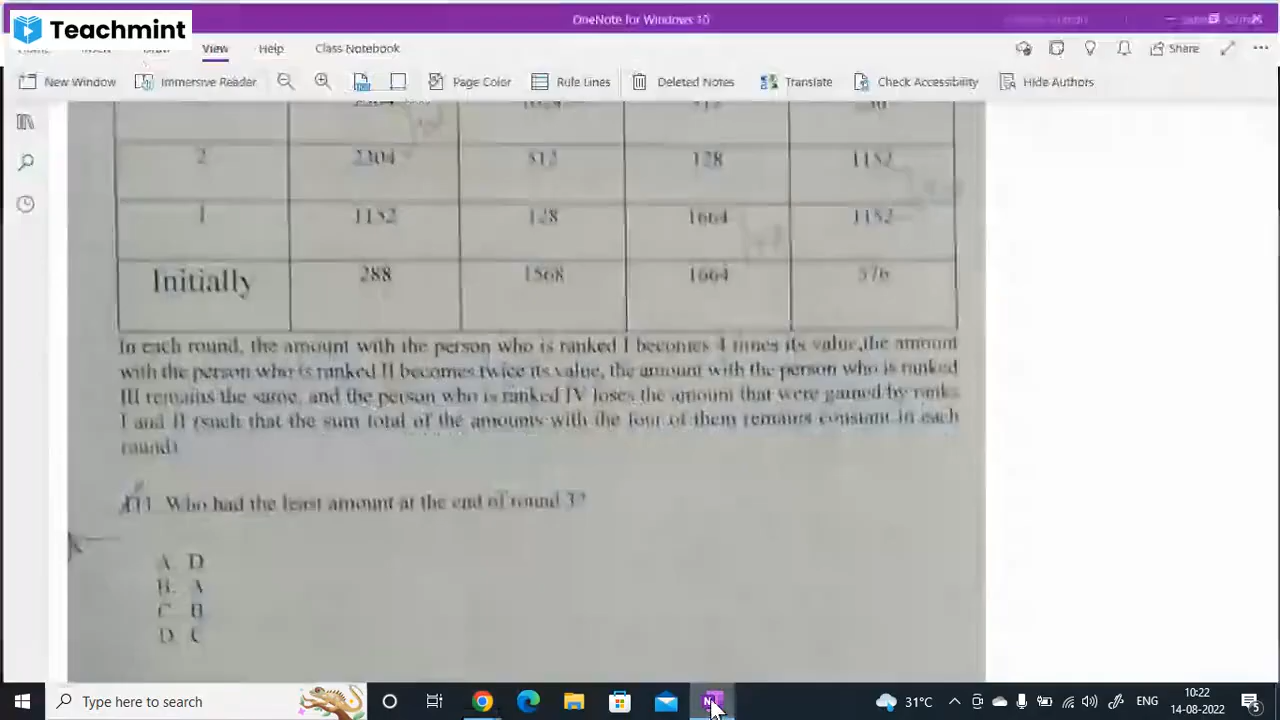 Teachmint
OneNote for Windows 10
View Help Class Notebook
Share
New Window Immersive Reader Page Color Rule Lines Deleted Notes Translate Check Accessibility Hide Authors
2 2304 512 128 1152
1 1152 128 1664 1152
Initially 288 1568 1664 576
In each round, the amount with the person who is ranked I becomes 4 times its value,the amount
with the person who is ranked II becomes twice its value, the amount with the person who is ranked
III remains the same, and the person who is ranked IV loses the amount that were gained by ranks
I and II (such that the sum total of the amounts with the four of them remains constant in each
round)
Who had the least amount at the end of round 3?
A. D
B. A
C. B
D. C
Type here to search
31°C
ENG
10:22
14-08-2022
5